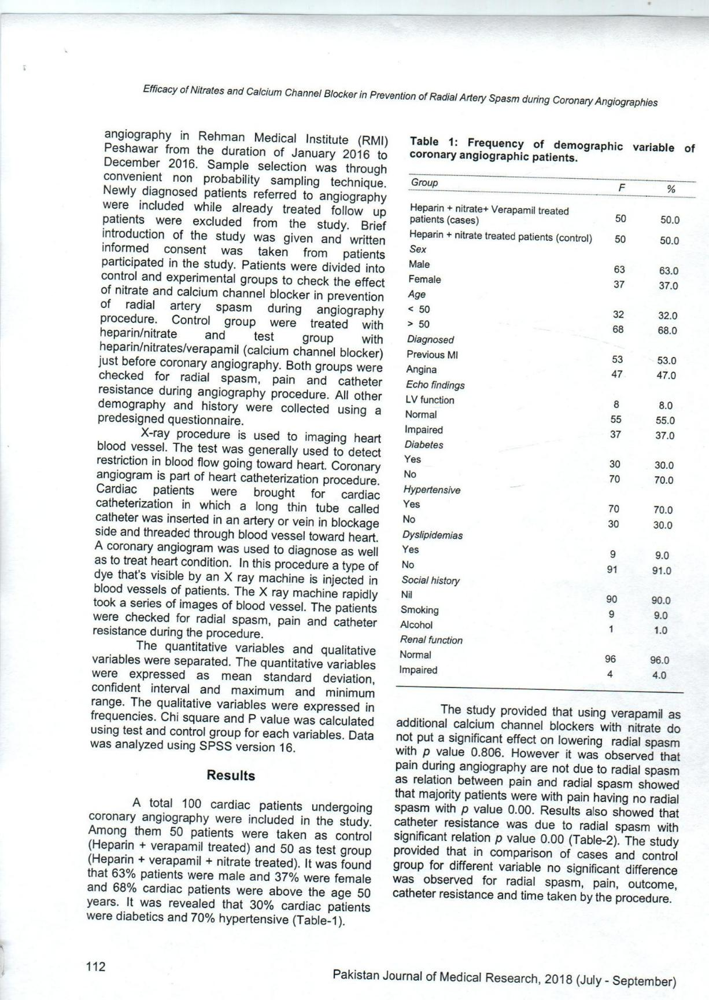 Efficacy of Nitrates and Calcium Channel Blocker in Prevention of Radial Artery Spasm during Coronary Angiographies
angiography in Rehman Medical Institute (RMI)
Peshawar from the duration of January 2016 to
December 2016. Sample selection was through
convenient non probability sampling technique.
Newly diagnosed patients referred to angiography
were included while already treated follow up
patients were excluded from the study. Brief
introduction of the study was given and written
informed consent was taken from patients
participated in the study. Patients were divided into
control and experimental groups to check the effect
of nitrate and calcium channel blocker in prevention
of radial artery spasm during angiography
procedure. Control group were treated with
heparin/nitrate and test group with
heparin/nitrates/verapamil (calcium channel blocker)
just before coronary angiography. Both groups were
checked for radial spasm, pain and catheter
resistance during angiography procedure. All other
demography and history were collected using a
predesigned questionnaire.
X-ray procedure is used to imaging heart
blood vessel. The test was generally used to detect
restriction in blood flow going toward heart. Coronary
angiogram is part of heart catheterization procedure.
Cardiac patients were brought for cardiac
catheterization in which a long thin tube called
catheter was inserted in an artery or vein in blockage
side and threaded through blood vessel toward heart.
A coronary angiogram was used to diagnose as well
as to treat heart condition. In this procedure a type of
dye that's visible by an X ray machine is injected in
blood vessels of patients. The X ray machine rapidly
took a series of images of blood vessel. The patients
were checked for radial spasm, pain and catheter
resistance during the procedure.
The quantitative variables and qualitative
variables were separated. The quantitative variables
were expressed as mean standard deviation,
confident interval and maximum and minimum
range. The qualitative variables were expressed in
frequencies. Chi square and P value was calculated
using test and control group for each variables. Data
was analyzed using SPSS version 16.
Results
A total 100 cardiac patients undergoing
coronary angiography were included in the study.
Among them 50 patients were taken as control
(Heparin + verapamil treated) and 50 as test group
(Heparin + verapamil + nitrate treated). It was found
that 63% patients were male and 37% were female
and 68% cardiac patients were above the age 50
years. It was revealed that 30% cardiac patients
were diabetics and 70% hypertensive (Table-1).
Table 1: Frequency of demographic variable of
coronary angiographic patients.
Group F %
Heparin + nitrate+ Verapamil treated
patients (cases) 50 50.0
Heparin + nitrate treated patients (control) 50 50.0
Sex
Male 63 63.0
Female 37 37.0
Age
< 50 32 32.0
> 50 68 68.0
Diagnosed
Previous MI 53 53.0
Angina 47 47.0
Echo findings
LV function 8 8.0
Normal 55 55.0
Impaired 37 37.0
Diabetes
Yes 30 30.0
No 70 70.0
Hypertensive
Yes 70 70.0
No 30 30.0
Dyslipidemias
Yes 9 9.0
No 91 91.0
Social history
Nil 90 90.0
Smoking 9 9.0
Alcohol 1 1.0
Renal function
Normal 96 96.0
Impaired 4 4.0
The study provided that using verapamil as
additional calcium channel blockers with nitrate do
not put a significant effect on lowering radial spasm
with p value 0.806. However it was observed that
pain during angiography are not due to radial spasm
as relation between pain and radial spasm showed
that majority patients were with pain having no radial
spasm with p value 0.00. Results also showed that
catheter resistance was due to radial spasm with
significant relation p value 0.00 (Table-2). The study
provided that in comparison of cases and control
group for different variable no significant difference
was observed for radial spasm, pain, outcome,
catheter resistance and time taken by the procedure.
112
Pakistan Journal of Medical Research, 2018 (July - September)